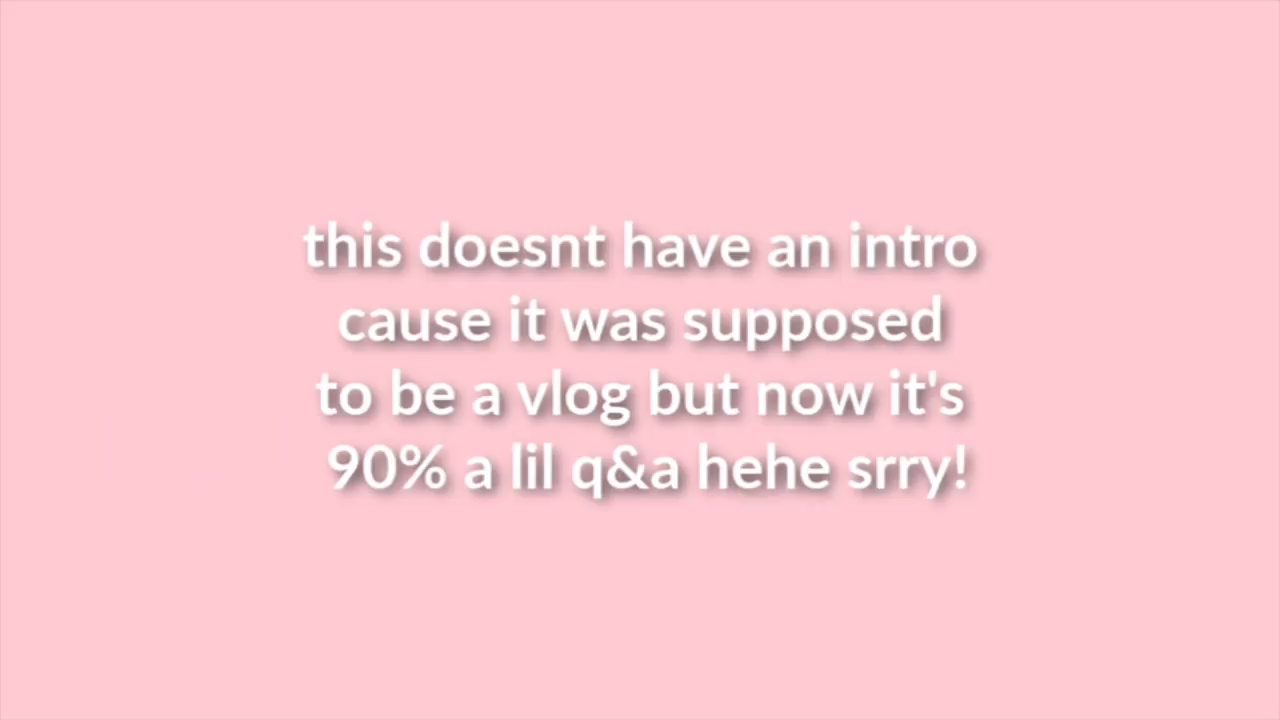 this doesnt have an intro
cause it was supposed
to be a vlog but now it's
90% a lil q&a hehe srry!